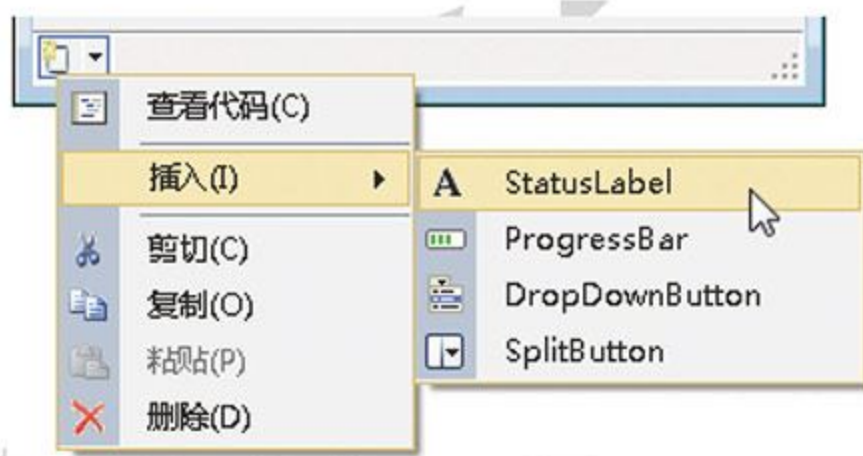 查看代码(C)
插入(I)
剪切(C)
复制(O)
粘贴(P)
删除(D)
A StatusLabel
ProgressBar
DropDownButton
SplitButton